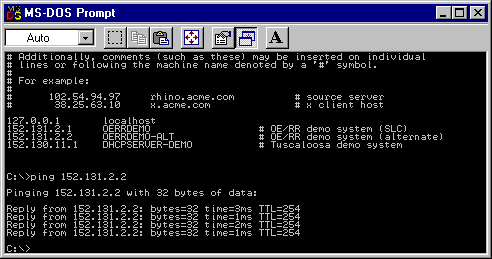 MS-DOS Prompt
Auto
A
# Additionally, comments (such as these) may be inserted on individual
# lines or following the machine name denoted by a '#' symbol.
#
# For example:
#
#      102.54.94.97     rhino.acme.com          # source server
#       38.25.63.10     x.acme.com              # x client host

127.0.0.1       localhost
152.131.2.1     OERRDEMO                # OE/RR demo system (SLC)
152.131.2.2     OERRDEMO-ALT            # OE/RR demo system (alternate)
152.130.11.1    DHCPSERVER-DEMO         # Tuscaloosa demo system

C:\>ping 152.131.2.2

Pinging 152.131.2.2 with 32 bytes of data:

Reply from 152.131.2.2: bytes=32 time=3ms TTL=254
Reply from 152.131.2.2: bytes=32 time=1ms TTL=254
Reply from 152.131.2.2: bytes=32 time=2ms TTL=254
Reply from 152.131.2.2: bytes=32 time=1ms TTL=254

C:\>